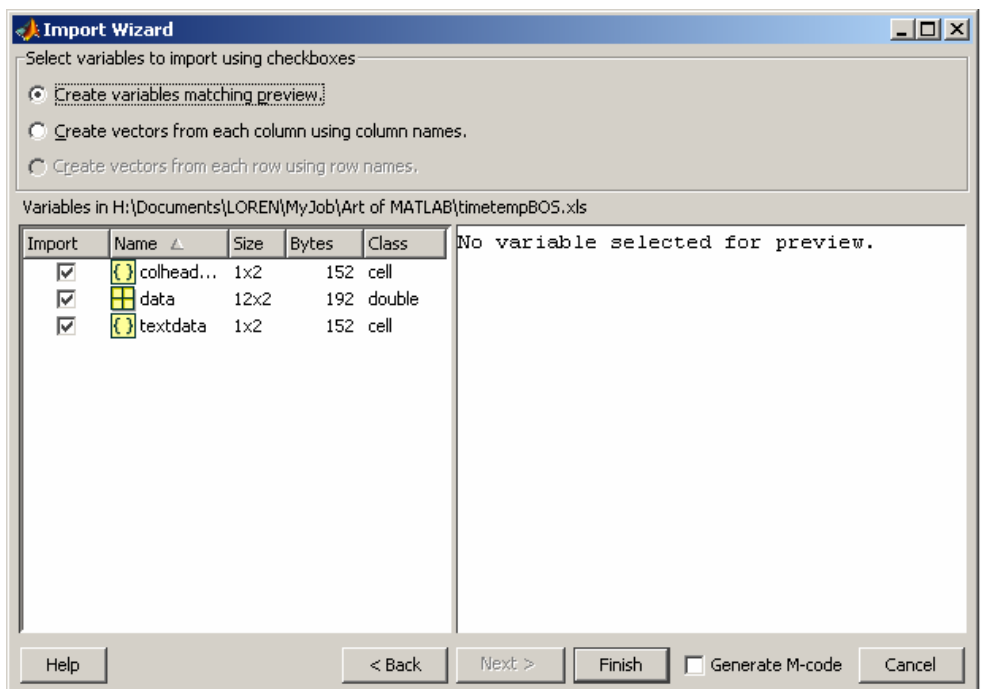 Import Wizard
Select variables to import using checkboxes
Create variables matching preview.
Create vectors from each column using column names.
Create vectors from each row using row names.
Variables in H:\Documents\LOREN\MyJob\Art of MATLAB\timetempBOS.xls
Import Name Size Bytes Class
colhead... 1x2 152 cell
data 12x2 192 double
textdata 1x2 152 cell
No variable selected for preview.
Help < Back Next > Finish Generate M-code Cancel